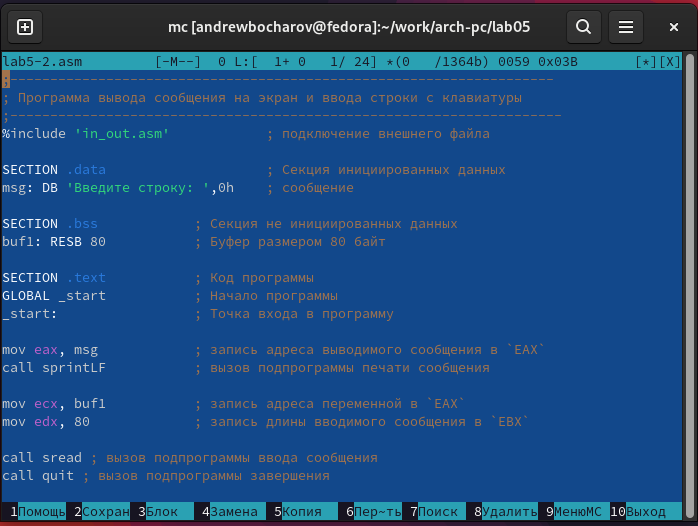 mc [andrewbocharov@fedora]:~/work/arch-pc/lab05
lab5-2.asm [-M--] 0 L:[ 1+ 0 1/ 24] *(0 /1364b) 0059 0x03B [*][X]
;--------------------------------------------------------------------
; Программа вывода сообщения на экран и ввода строки с клавиатуры
;---------------------------------------------------------------------
%include 'in_out.asm' ; подключение внешнего файла
SECTION .data ; Секция инициированных данных
msg: DB 'Введите строку: ',0h ; сообщение
SECTION .bss ; Секция не инициированных данных
buf1: RESB 80 ; Буфер размером 80 байт
SECTION .text ; Код программы
GLOBAL _start ; Начало программы
_start: ; Точка входа в программу
mov eax, msg ; запись адреса выводимого сообщения в `EAX`
call sprintLF ; вызов подпрограммы печати сообщения
mov ecx, buf1 ; запись адреса переменной в `EAX`
mov edx, 80 ; запись длины вводимого сообщения в `EBX`
call sread ; вызов подпрограммы ввода сообщения
call quit ; вызов подпрограммы завершения
1Помощь 2Сохран 3Блок 4Замена 5Копия 6Пер~ть 7Поиск 8Удалить 9МенюМС 10Выход